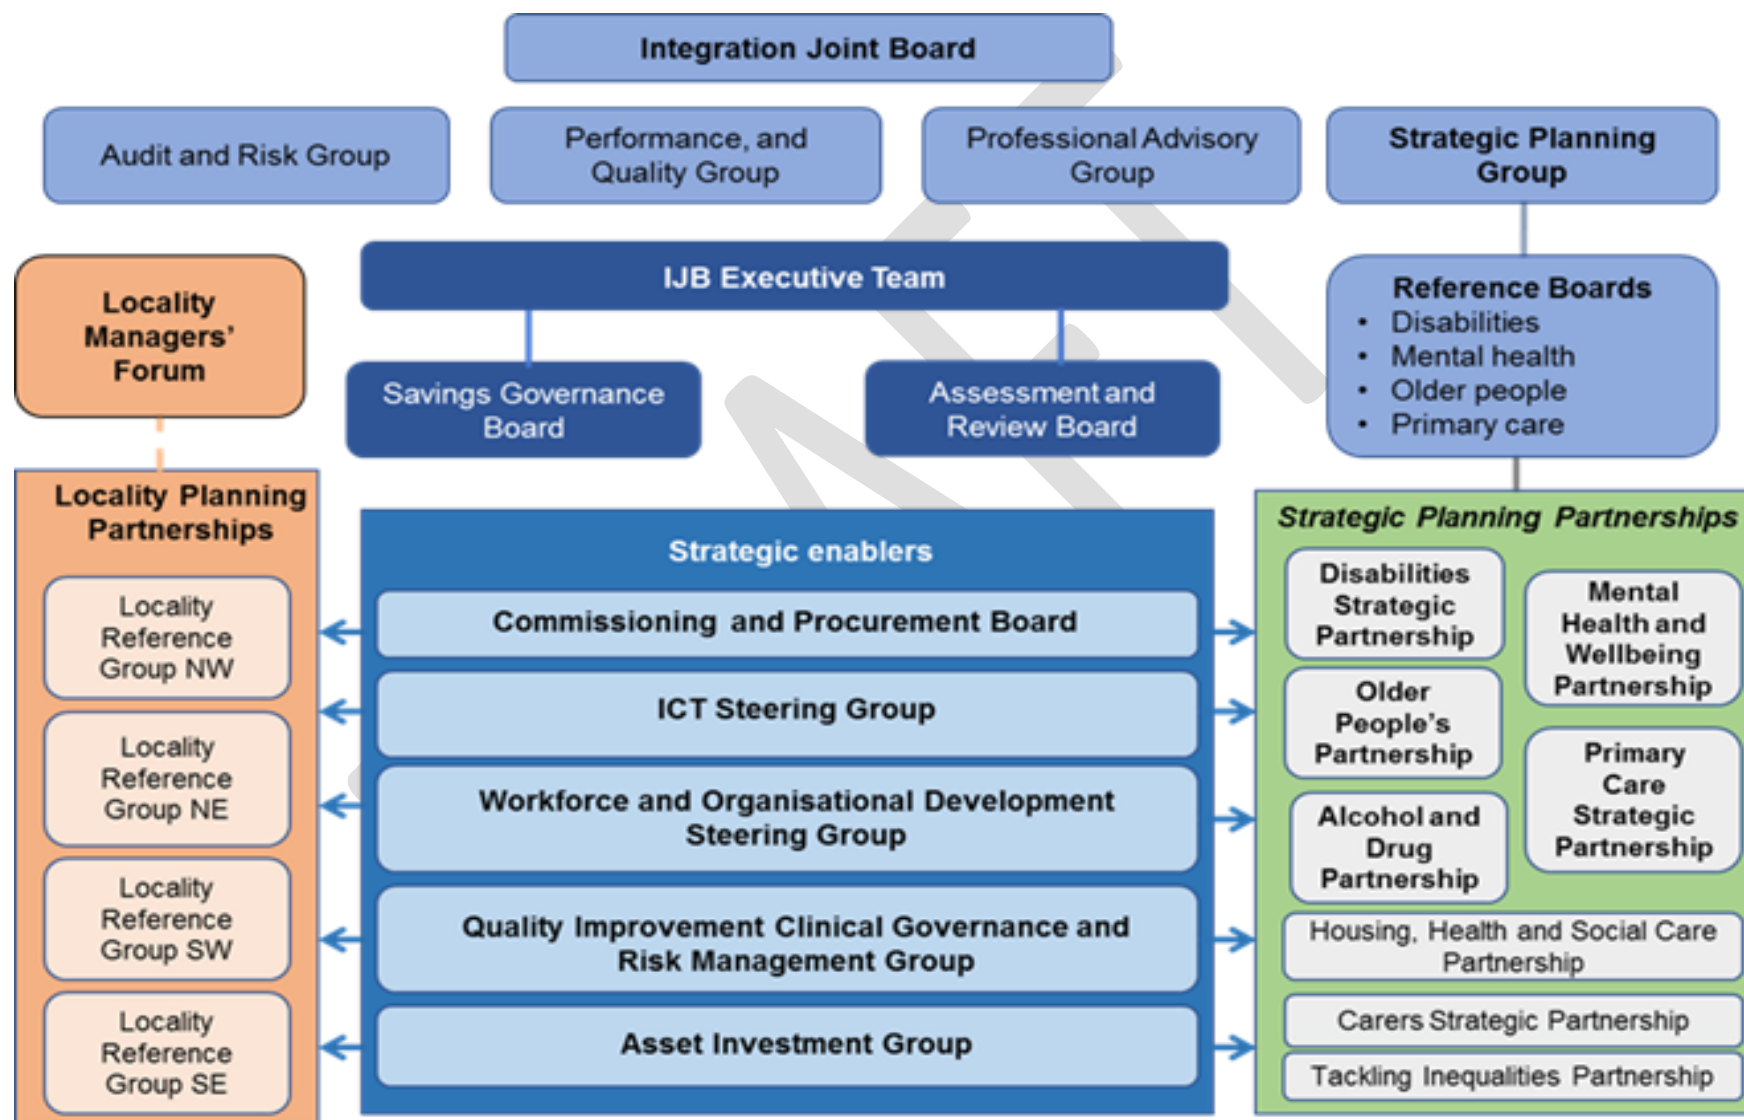 Integration Joint Board
Audit and Risk Group
Performance, and
Quality Group
Professional Advisory
Group
Strategic Planning
Group
Locality
Managers’
Forum
IJB Executive Team
Savings Governance
Board
Assessment and
Review Board
Reference Boards
• Disabilities
• Mental health
• Older people
• Primary care
Locality Planning
Partnerships
Locality
Reference
Group NW
Locality
Reference
Group NE
Locality
Reference
Group SW
Locality
Reference
Group SE
Strategic enablers
Commissioning and Procurement Board
ICT Steering Group
Workforce and Organisational Development
Steering Group
Quality Improvement Clinical Governance and
Risk Management Group
Asset Investment Group
Strategic Planning Partnerships
Disabilities
Strategic
Partnership
Mental
Health and
Wellbeing
Partnership
Older
People’s
Partnership
Primary
Care
Strategic
Partnership
Alcohol and
Drug
Partnership
Housing, Health and Social Care
Partnership
Carers Strategic Partnership
Tackling Inequalities Partnership